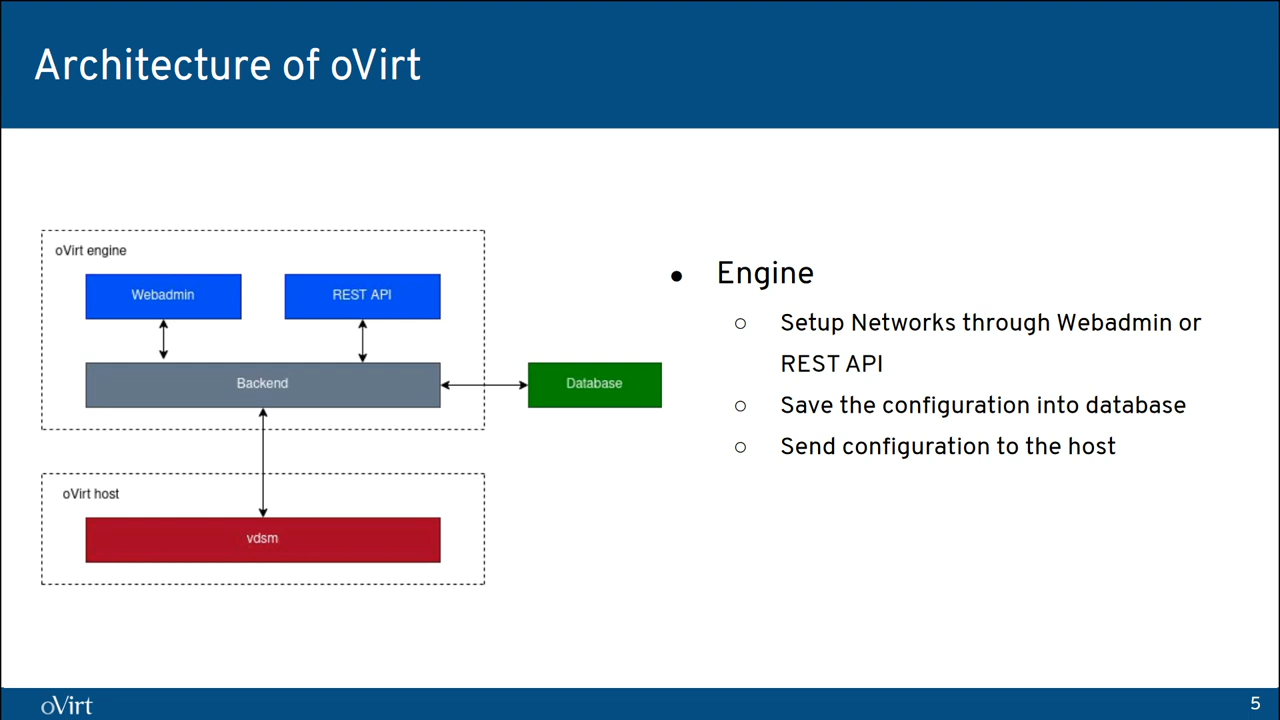 Architecture of oVirt
oVirt engine
Webadmin
REST API
Backend
Database
oVirt host
vdsm
● Engine
○ Setup Networks through Webadmin or
REST API
○ Save the configuration into database
○ Send configuration to the host
oVirt
5